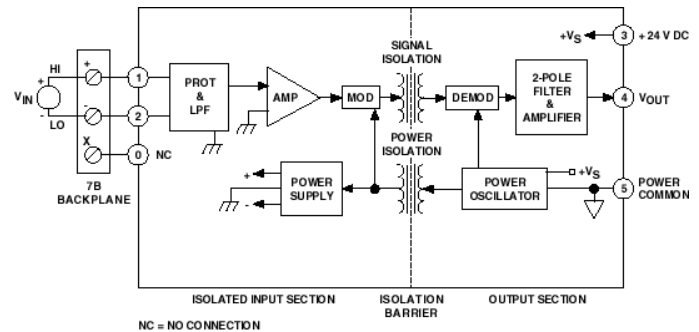 +VS
3
+ 24 V DC
SIGNAL
ISOLATION
HI
+
1
+
VIN
-
LO
-
2
X
0
NC
PROT
&
LPF
AMP
MOD
DEMOD
2-POLE
FILTER
&
AMPLIFIER
4
VOUT
POWER
ISOLATION
7B
BACKPLANE
+
-
POWER
SUPPLY
POWER
OSCILLATOR
+VS
5
POWER
COMMON
ISOLATED INPUT SECTION
ISOLATION
BARRIER
OUTPUT SECTION
NC = NO CONNECTION